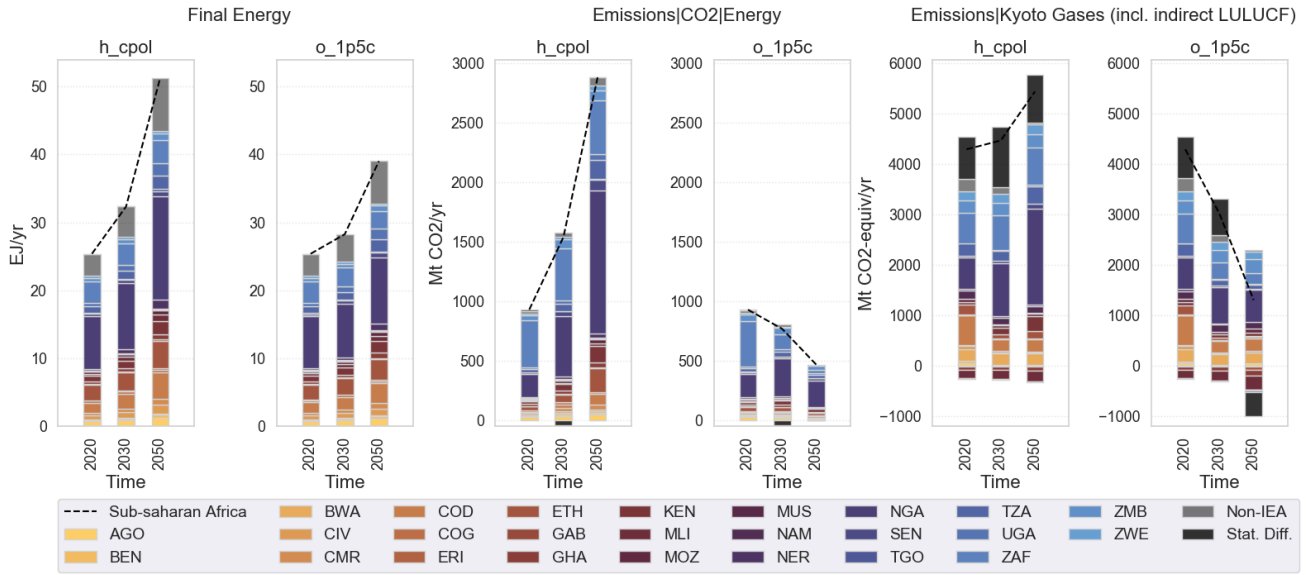 Final Energy
Emissions|CO2|Energy
Emissions|Kyoto Gases (incl. indirect LULUCF)
h_cpol
o_1p5c
h_cpol
o_1p5c
h_cpol
o_1p5c
EJ/yr
50
40
30
20
10
0
50
40
30
20
10
0
Mt CO2/yr
3000
2500
2000
1500
1000
500
0
3000
2500
2000
1500
1000
500
0
Mt CO2-equiv/yr
6000
5000
4000
3000
2000
1000
0
−1000
6000
5000
4000
3000
2000
1000
0
−1000
2020 2030 2050
2020 2030 2050
2020 2030 2050
2020 2030 2050
2020 2030 2050
2020 2030 2050
Time
Time
Time
Time
Time
Time
Sub-saharan Africa BWA COD ETH KEN MUS NGA TZA ZMB Non-IEA
AGO CIV COG GAB MLI NAM SEN UGA ZWE Stat. Diff.
BEN CMR ERI GHA MOZ NER TGO ZAF